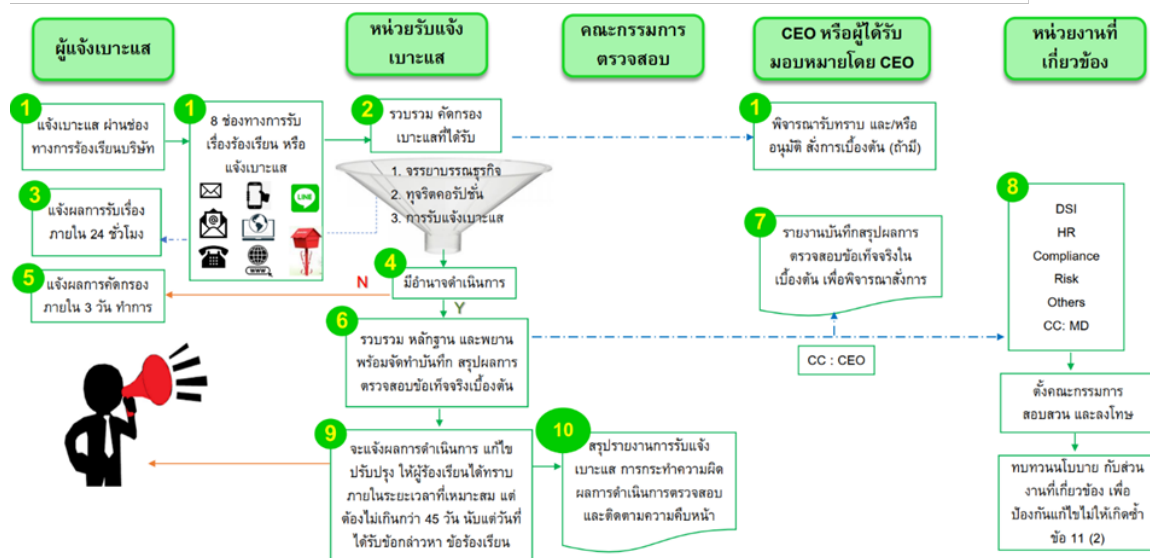 ผู้แจ้งเบาะแส
หน่วยรับแจ้ง
เบาะแส
คณะกรรมการ
ตรวจสอบ
CEO หรือผู้ได้รับ
มอบหมายโดย CEO
หน่วยงานที่
เกี่ยวข้อง
1
แจ้งเบาะแส ผ่านช่อง
ทางการร้องเรียนบริษัท
1
8 ช่องทางการรับ
เรื่องร้องเรียน หรือ
แจ้งเบาะแส
LINE
WWW
2
รวบรวม คัดกรอง
เบาะแสที่ได้รับ
1. จรรยาบรรณธุรกิจ
2. ทุจริตคอรัปชั่น
3. การรับแจ้งเบาะแส
1
พิจารณารับทราบ และ/หรือ
อนุมัติ สั่งการเบื้องต้น (ถ้ามี)
3
แจ้งผลการรับเรื่อง
ภายใน 24 ชั่วโมง
4
มีอำนาจดำเนินการ
N
Y
5
แจ้งผลการคัดกรอง
ภายใน 3 วัน ทำการ
6
รวบรวม หลักฐาน และพยาน
พร้อมจัดทำบันทึก สรุปผลการ
ตรวจสอบข้อเท็จจริงเบื้องต้น
7
รายงานบันทึกสรุปผลการ
ตรวจสอบข้อเท็จจริงใน
เบื้องต้น เพื่อพิจารณาสั่งการ
CC : CEO
8
DSI
HR
Compliance
Risk
Others
CC: MD
ตั้งคณะกรรมการ
สอบสวน และลงโทษ
ทบทวนนโบบาย กับส่วน
งานที่เกี่ยวข้อง เพื่อ
ป้องกันแก้ไขไม่ให้เกิดซ้ำ
ข้อ 11 (2)
9
จะแจ้งผลการดำเนินการ แก้ไข
ปรับปรุง ให้ผู้ร้องเรียนได้ทราบ
ภายในระยะเวลาที่เหมาะสม แต่
ต้องไม่เกินกว่า 45 วัน นับแต่วันที่
ได้รับข้อกล่าวหา ข้อร้องเรียน
10
สรุปรายงานการรับแจ้ง
เบาะแส การกระทำความผิด
ผลการดำเนินการตรวจสอบ
และติดตามความคืบหน้า